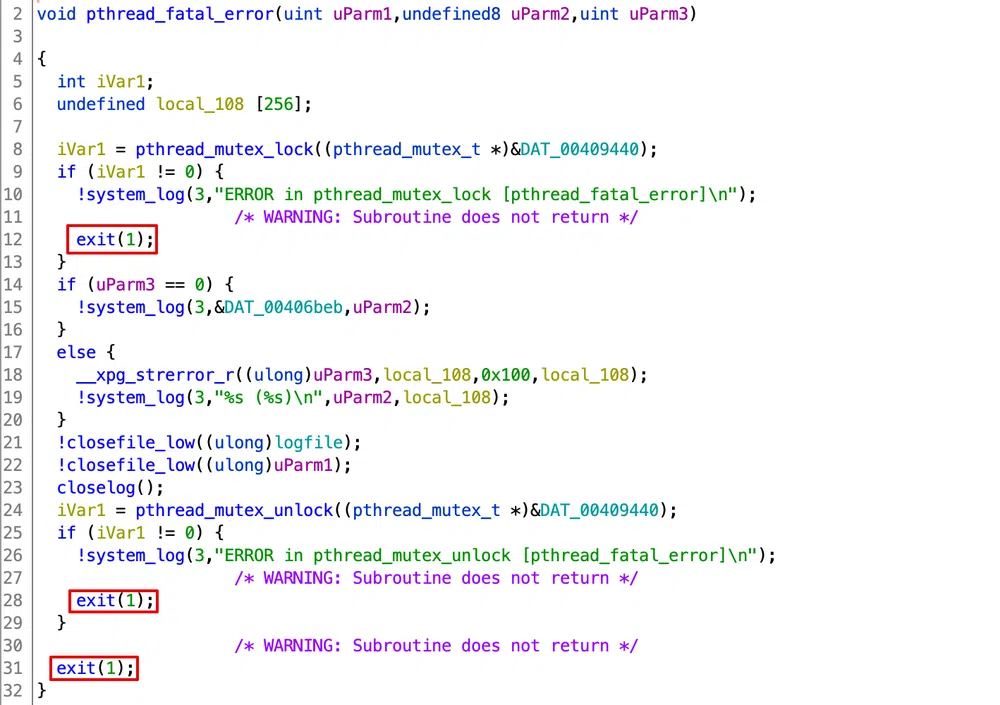 2 void pthread_fatal_error(uint uParm1,undefined8 uParm2,uint uParm3)
3
4 {
5 int iVar1;
6 undefined local_108 [256];
7
8 iVar1 = pthread_mutex_lock((pthread_mutex_t *)&DAT_00409440);
9 if (iVar1 != 0) {
10 !system_log(3,"ERROR in pthread_mutex_lock [pthread_fatal_error]\n");
11 /* WARNING: Subroutine does not return */
12 exit(1);
13 }
14 if (uParm3 == 0) {
15 !system_log(3,&DAT_00406beb,uParm2);
16 }
17 else {
18 __xpg_strerror_r((ulong)uParm3,local_108,0x100,local_108);
19 !system_log(3,"%s (%s)\n",uParm2,local_108);
20 }
21 !closefile_low((ulong)logfile);
22 !closefile_low((ulong)uParm1);
23 closelog();
24 iVar1 = pthread_mutex_unlock((pthread_mutex_t *)&DAT_00409440);
25 if (iVar1 != 0) {
26 !system_log(3,"ERROR in pthread_mutex_unlock [pthread_fatal_error]\n");
27 /* WARNING: Subroutine does not return */
28 exit(1);
29 }
30 /* WARNING: Subroutine does not return */
31 exit(1);
32 }